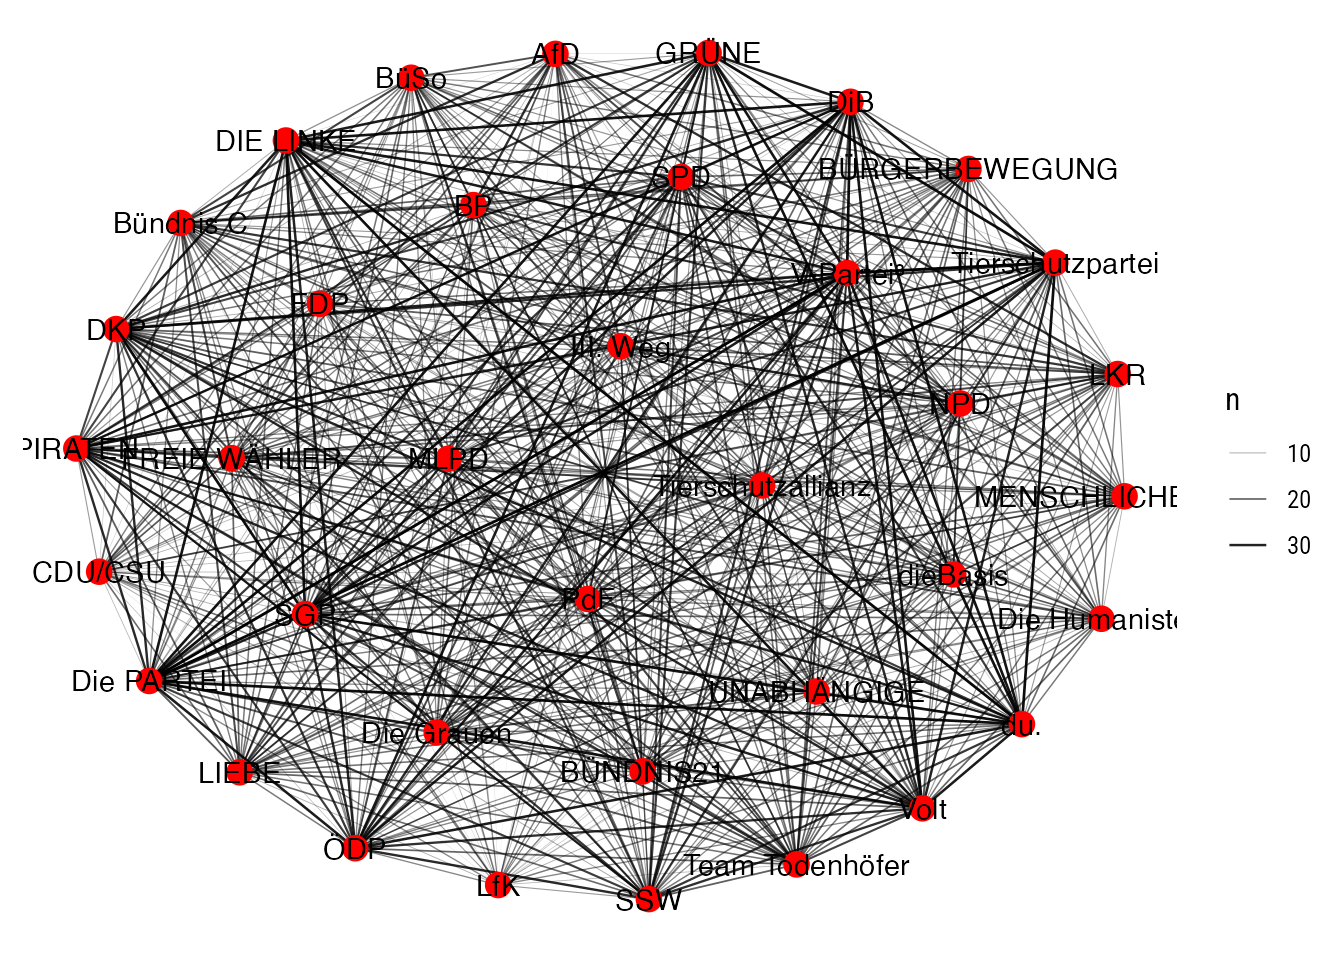 AfD
GRÜNE
BüSo
DiB
DIE LINKE
BÜRGERBEWEGUNG
SPD
BP
Bündnis C
Tierschutzpartei
V-Partei³
FDP
DKP
III. Weg
LKR
n
NPD
PIRATEN
FREIE WÄHLER
MLPD
10
Tierschutzallianz
MENSCHLICHE
20
30
CDU/CSU
dieBasis
PdF
SGP
Die Humaniste
Die PARTEI
UNABHÄNGIGE
du.
Die Grauen
LIEBE
BÜNDNIS21
Volt
ÖDP
Team Todenhöfer
LfK
SSW